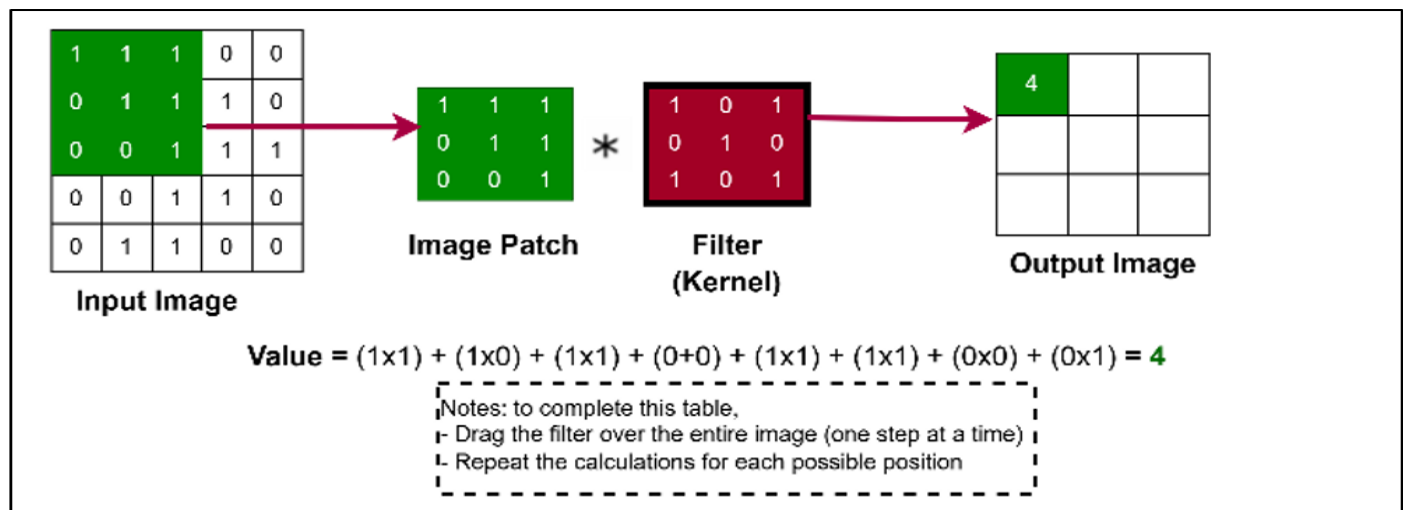 1 1 1 0 0
0 1 1 1 0
0 0 1 1 1
0 0 1 1 0
0 1 1 0 0
Input Image
1 1 1
0 1 1
0 0 1
Image Patch
*
1 0 1
0 1 0
1 0 1
Filter
(Kernel)
4
Output Image
Value = (1x1) + (1x0) + (1x1) + (0+0) + (1x1) + (1x1) + (0x0) + (0x1) = 4
Notes: to complete this table,
- Drag the filter over the entire image (one step at a time)
- Repeat the calculations for each possible position